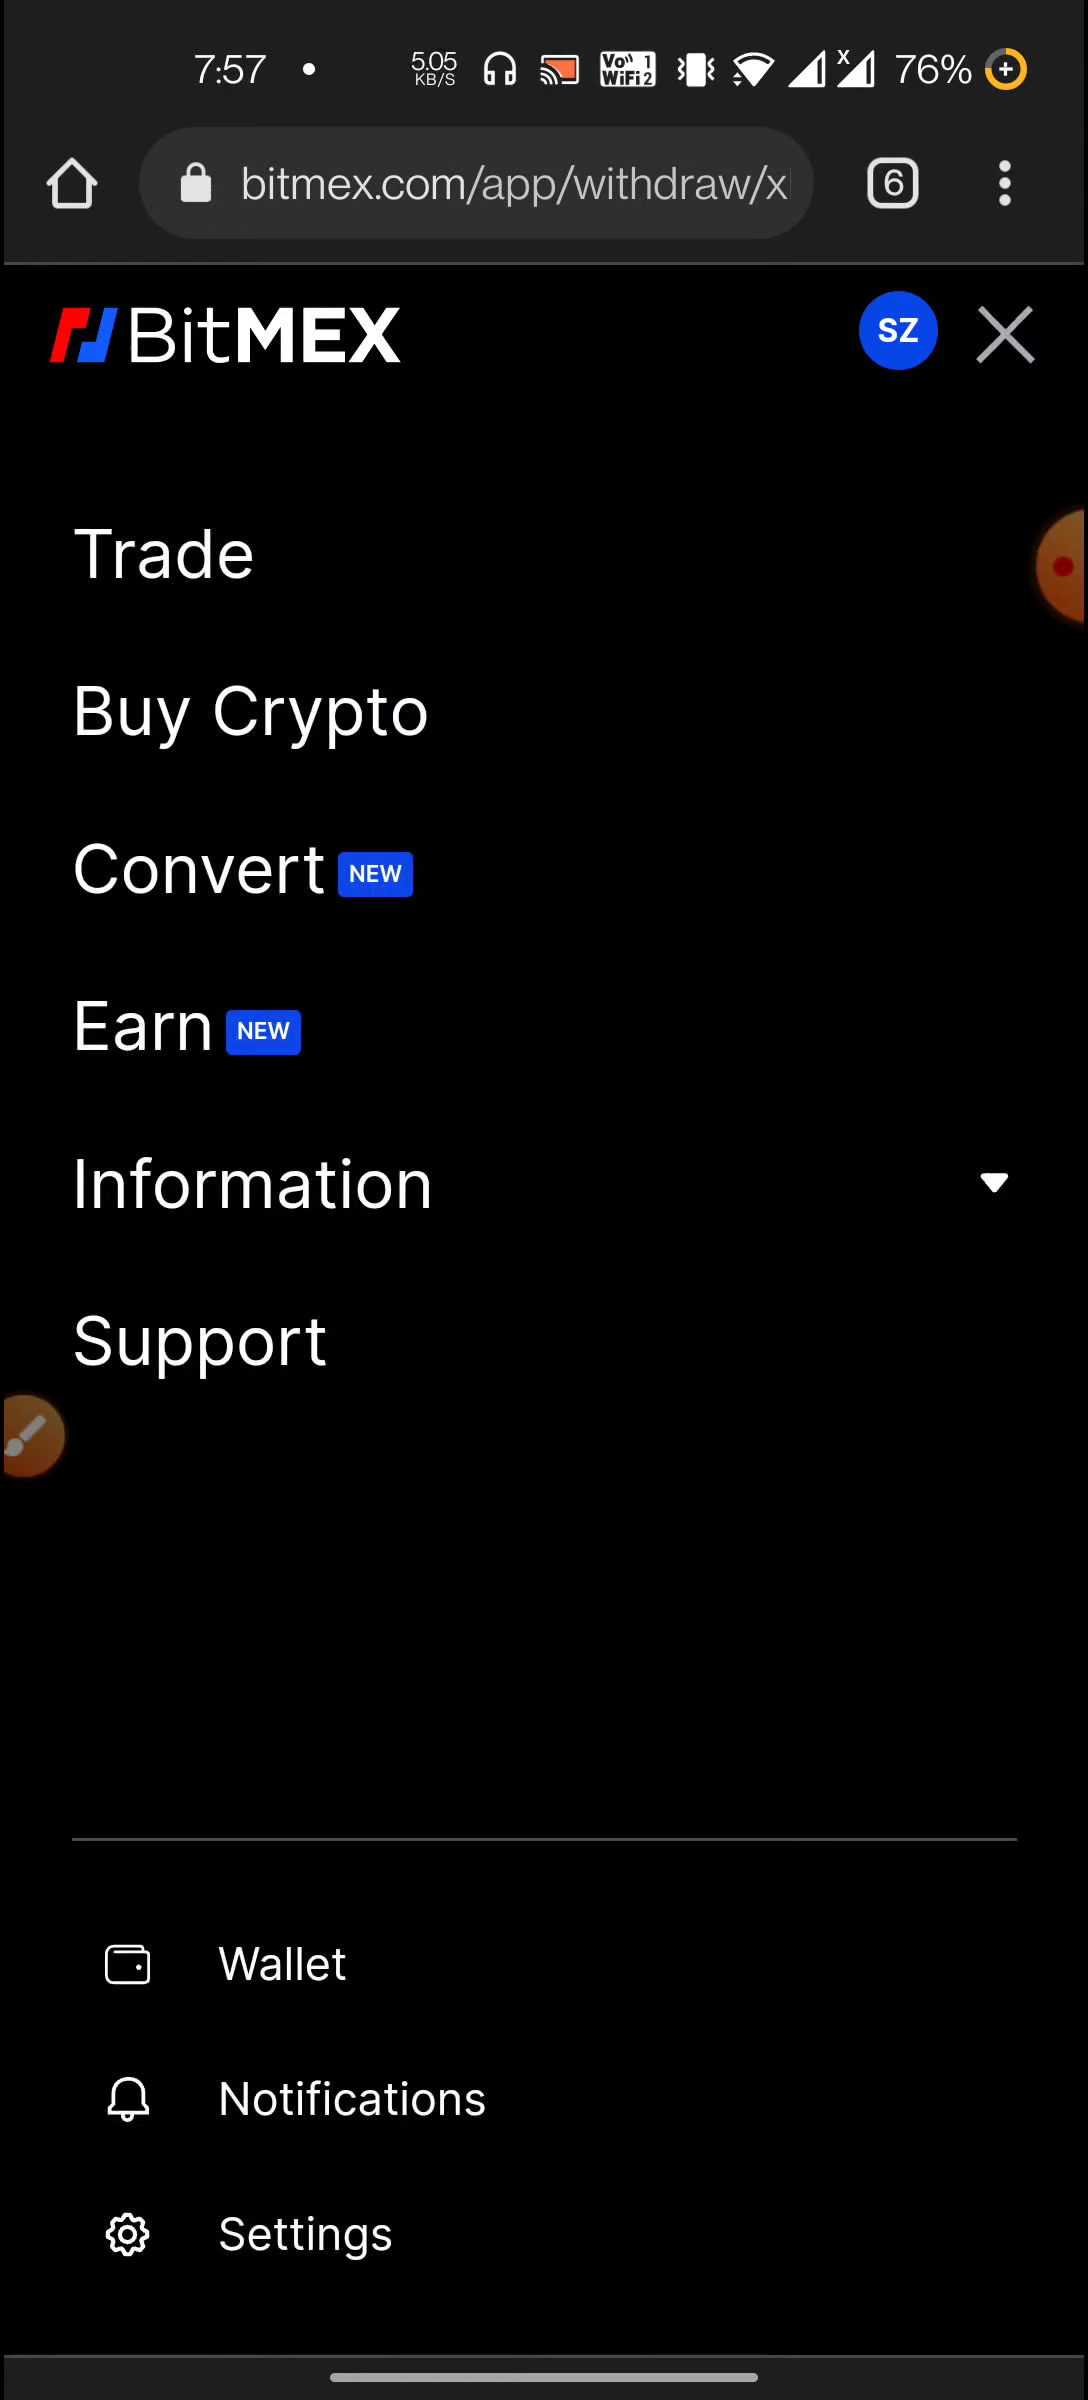 7:57 5.05 KB/S Vo 1 WiFi 2 X 76%
bitmex.com/app/withdraw/x 6
BitMEX SZ
Trade
Buy Crypto
Convert NEW
Earn NEW
Information
Support
Wallet
Notifications
Settings